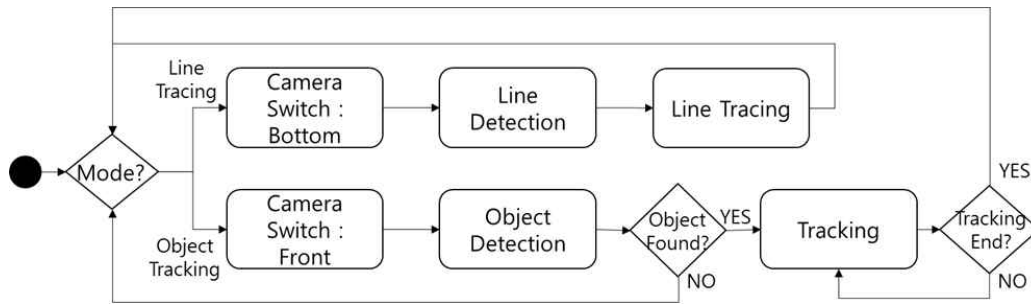 Line
Tracing
Camera
Switch :
Bottom
Line
Detection
Line Tracing
Mode?
Object
Tracking
Camera
Switch :
Front
Object
Detection
Object
Found?
YES
NO
Tracking
Tracking
End?
YES
NO